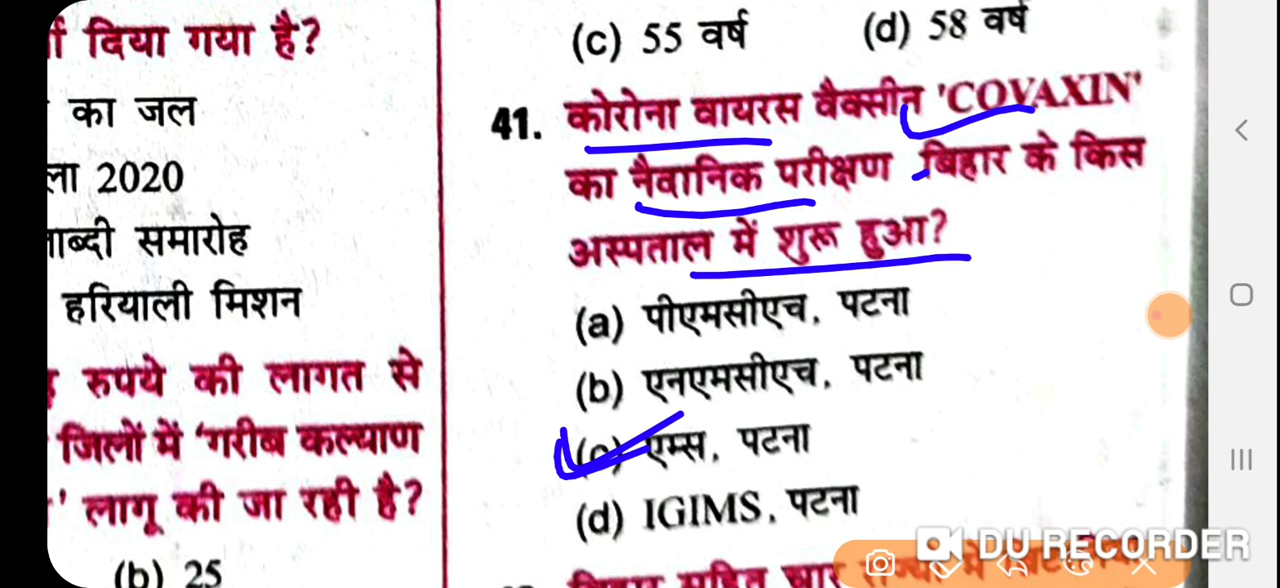 दिया गया है?
का जल
2020
समारोह
हरियाली मिशन
रुपये की लागत से
जिलों में 'गरीब कल्याण
' लागू की जा रही है?
(b) 25
(c) 55 वर्ष (d) 58 वर्ष
41. कोरोना वायरस वैक्सीन 'COVAXIN'
का नैदानिक परीक्षण बिहार के किस
अस्पताल में शुरू हुआ?
(a) पीएमसीएच, पटना
(b) एनएमसीएच, पटना
(c) एम्स, पटना
(d) IGIMS, पटना
DU RECORDER